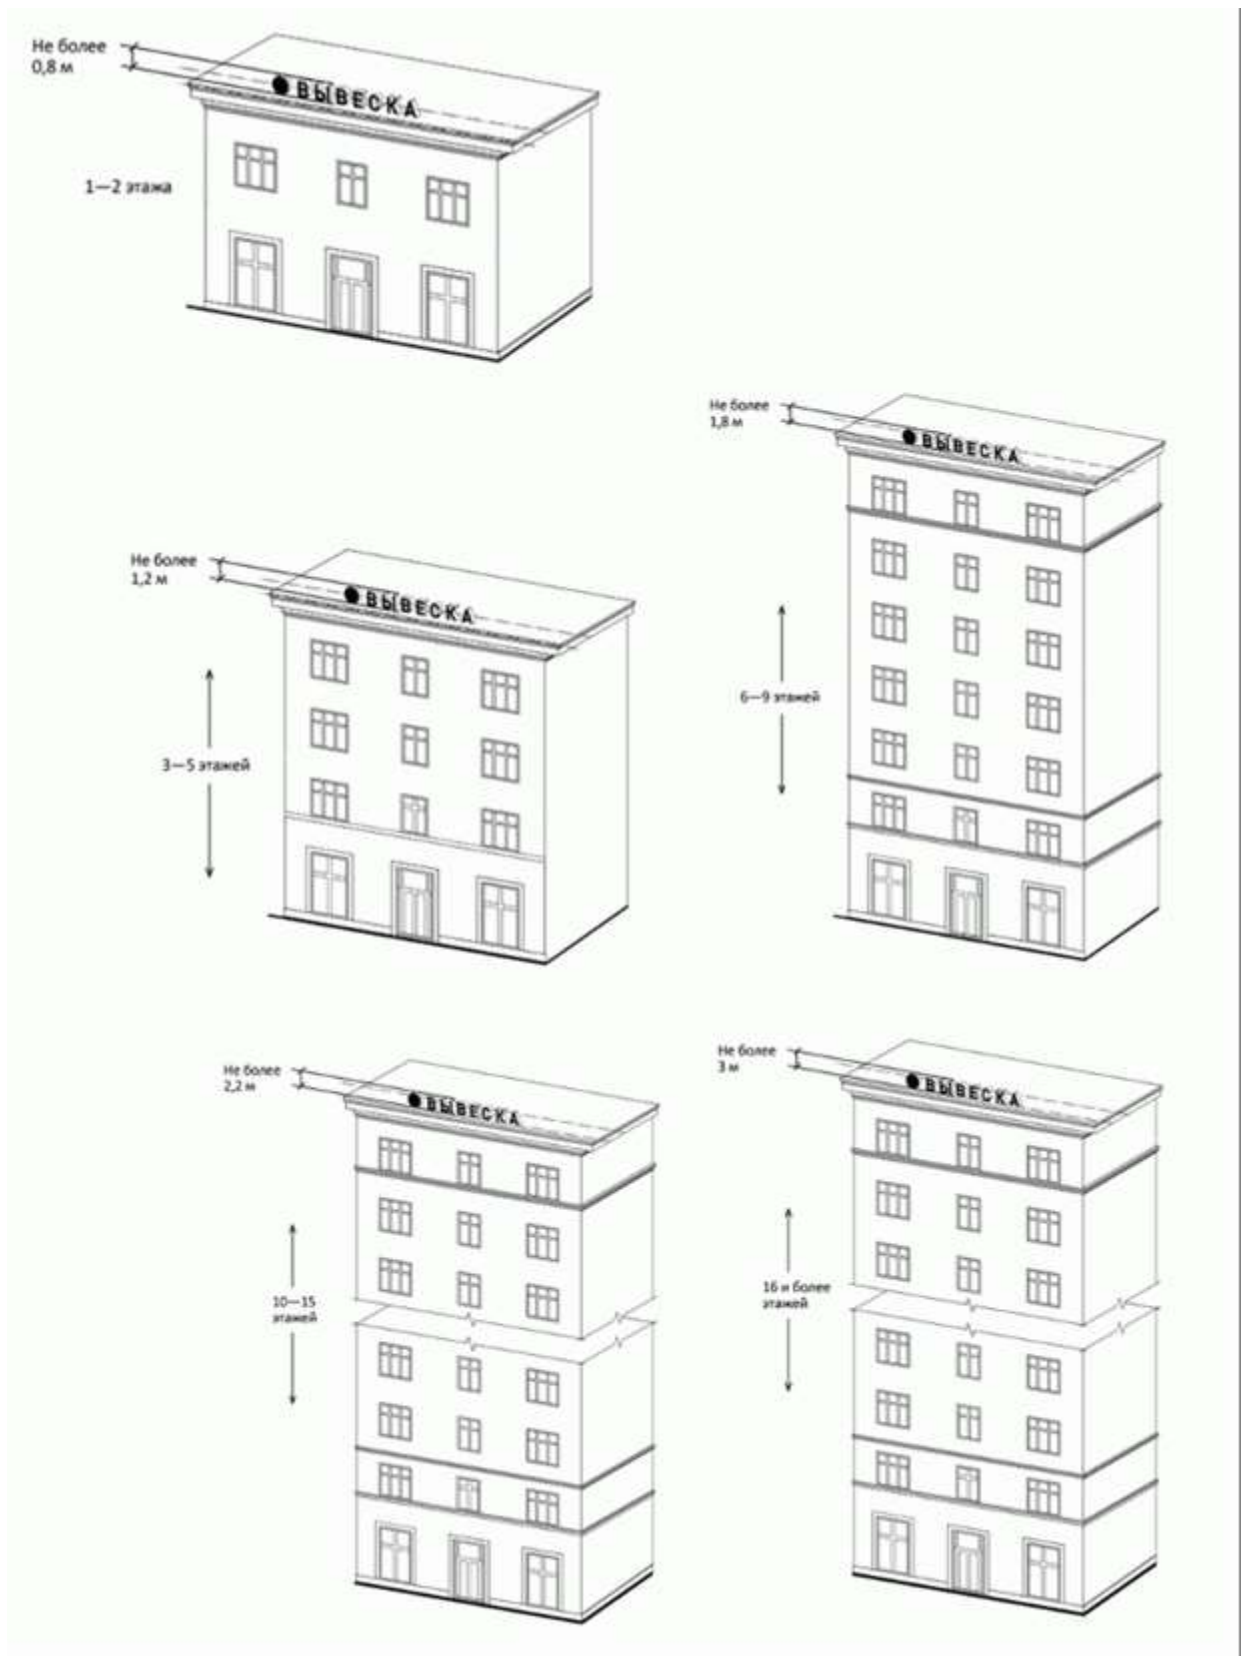 Не более
0,8 м
ВЫВЕСКА
1—2 этажа
Не более
1,8 м
ВЫВЕСКА
6—9 этажей
Не более
1,2 м
ВЫВЕСКА
3—5 этажей
Не более
2,2 м
ВЫВЕСКА
10—15
этажей
Не более
3 м
ВЫВЕСКА
16 и более
этажей